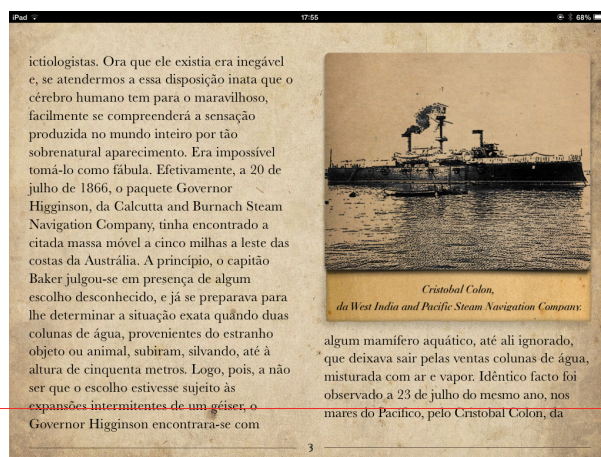 iPad
17:55
68%
ictiologistas. Ora que ele existia era inegável
e, se atendermos a essa disposição inata que o
cérebro humano tem para o maravilhoso,
facilmente se compreenderá a sensação
produzida no mundo inteiro por tão
sobrenatural aparecimento. Era impossível
tomá-lo como fábula. Efetivamente, a 20 de
julho de 1866, o paquete Governor
Higginson, da Calcutta and Burnach Steam
Navigation Company, tinha encontrado a
citada massa móvel a cinco milhas a leste das
costas da Austrália. A princípio, o capitão
Baker julgou-se em presença de algum
escolho desconhecido, e já se preparava para
lhe determinar a situação exata quando duas
colunas de água, provenientes do estranho
objeto ou animal, subiram, silvando, até à
altura de cinquenta metros. Logo, pois, a não
ser que o escolho estivesse sujeito às
expansões intermitentes de um géiser, o
Governor Higginson encontrara-se com
Cristobal Colon,
da West India and Pacific Steam Navigation Company.
algum mamífero aquático, até ali ignorado,
que deixava sair pelas ventas colunas de água,
misturada com ar e vapor. Idêntico facto foi
observado a 23 de julho do mesmo ano, nos
mares do Pacífico, pelo Cristobal Colon, da
3